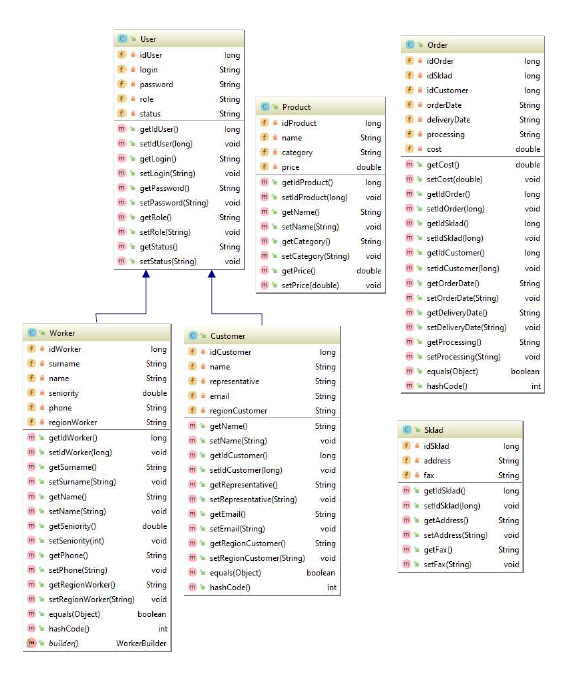 User
idUser long
login String
password String
role String
status String
getIdUser() long
setIdUser(long) void
getLogin() String
setLogin(String) void
getPassword() String
setPassword(String) void
getRole() String
setRole(String) void
getStatus() String
setStatus(String) void
Product
idProduct long
name String
category String
price double
getIdProduct() long
setIdProduct(long) void
getName() String
setName(String) void
getCategory() String
setCategory(String) void
getPrice() double
setPrice(double) void
Order
idOrder long
idSklad long
idCustomer long
orderDate String
deliveryDate String
processing String
cost double
getCost() double
setCost(double) void
getIdOrder() long
setIdOrder(long) void
getIdSklad() long
setIdSklad(long) void
getIdCustomer() long
setIdCustomer(long) void
getOrderDate() String
setOrderDate(String) void
getDeliveryDate() String
setDeliveryDate(String) void
getProcessing() String
setProcessing(String) void
equals(Object) boolean
hashCode() int
Worker
idWorker long
surname String
name String
seniority double
phone String
regionWorker String
getIdWorker() long
setIdWorker(long) void
getSurname() String
setSurname(String) void
getName() String
setName(String) void
getSeniority() double
setSeniority(int) void
getPhone() String
setPhone(String) void
getRegionWorker() String
setRegionWorker(String) void
equals(Object) boolean
hashCode() int
builder() WorkerBuilder
Customer
idCustomer long
name String
representative String
email String
regionCustomer String
getName() String
setName(String) void
getIdCustomer() long
setIdCustomer(long) void
getRepresentative() String
setRepresentative(String) void
getEmail() String
setEmail(String) void
getRegionCustomer() String
setRegionCustomer(String) void
equals(Object) boolean
hashCode() int
Sklad
idSklad long
address String
fax String
getIdSklad() long
setIdSklad(long) void
getAddress() String
setAddress(String) void
getFax() String
setFax(String) void